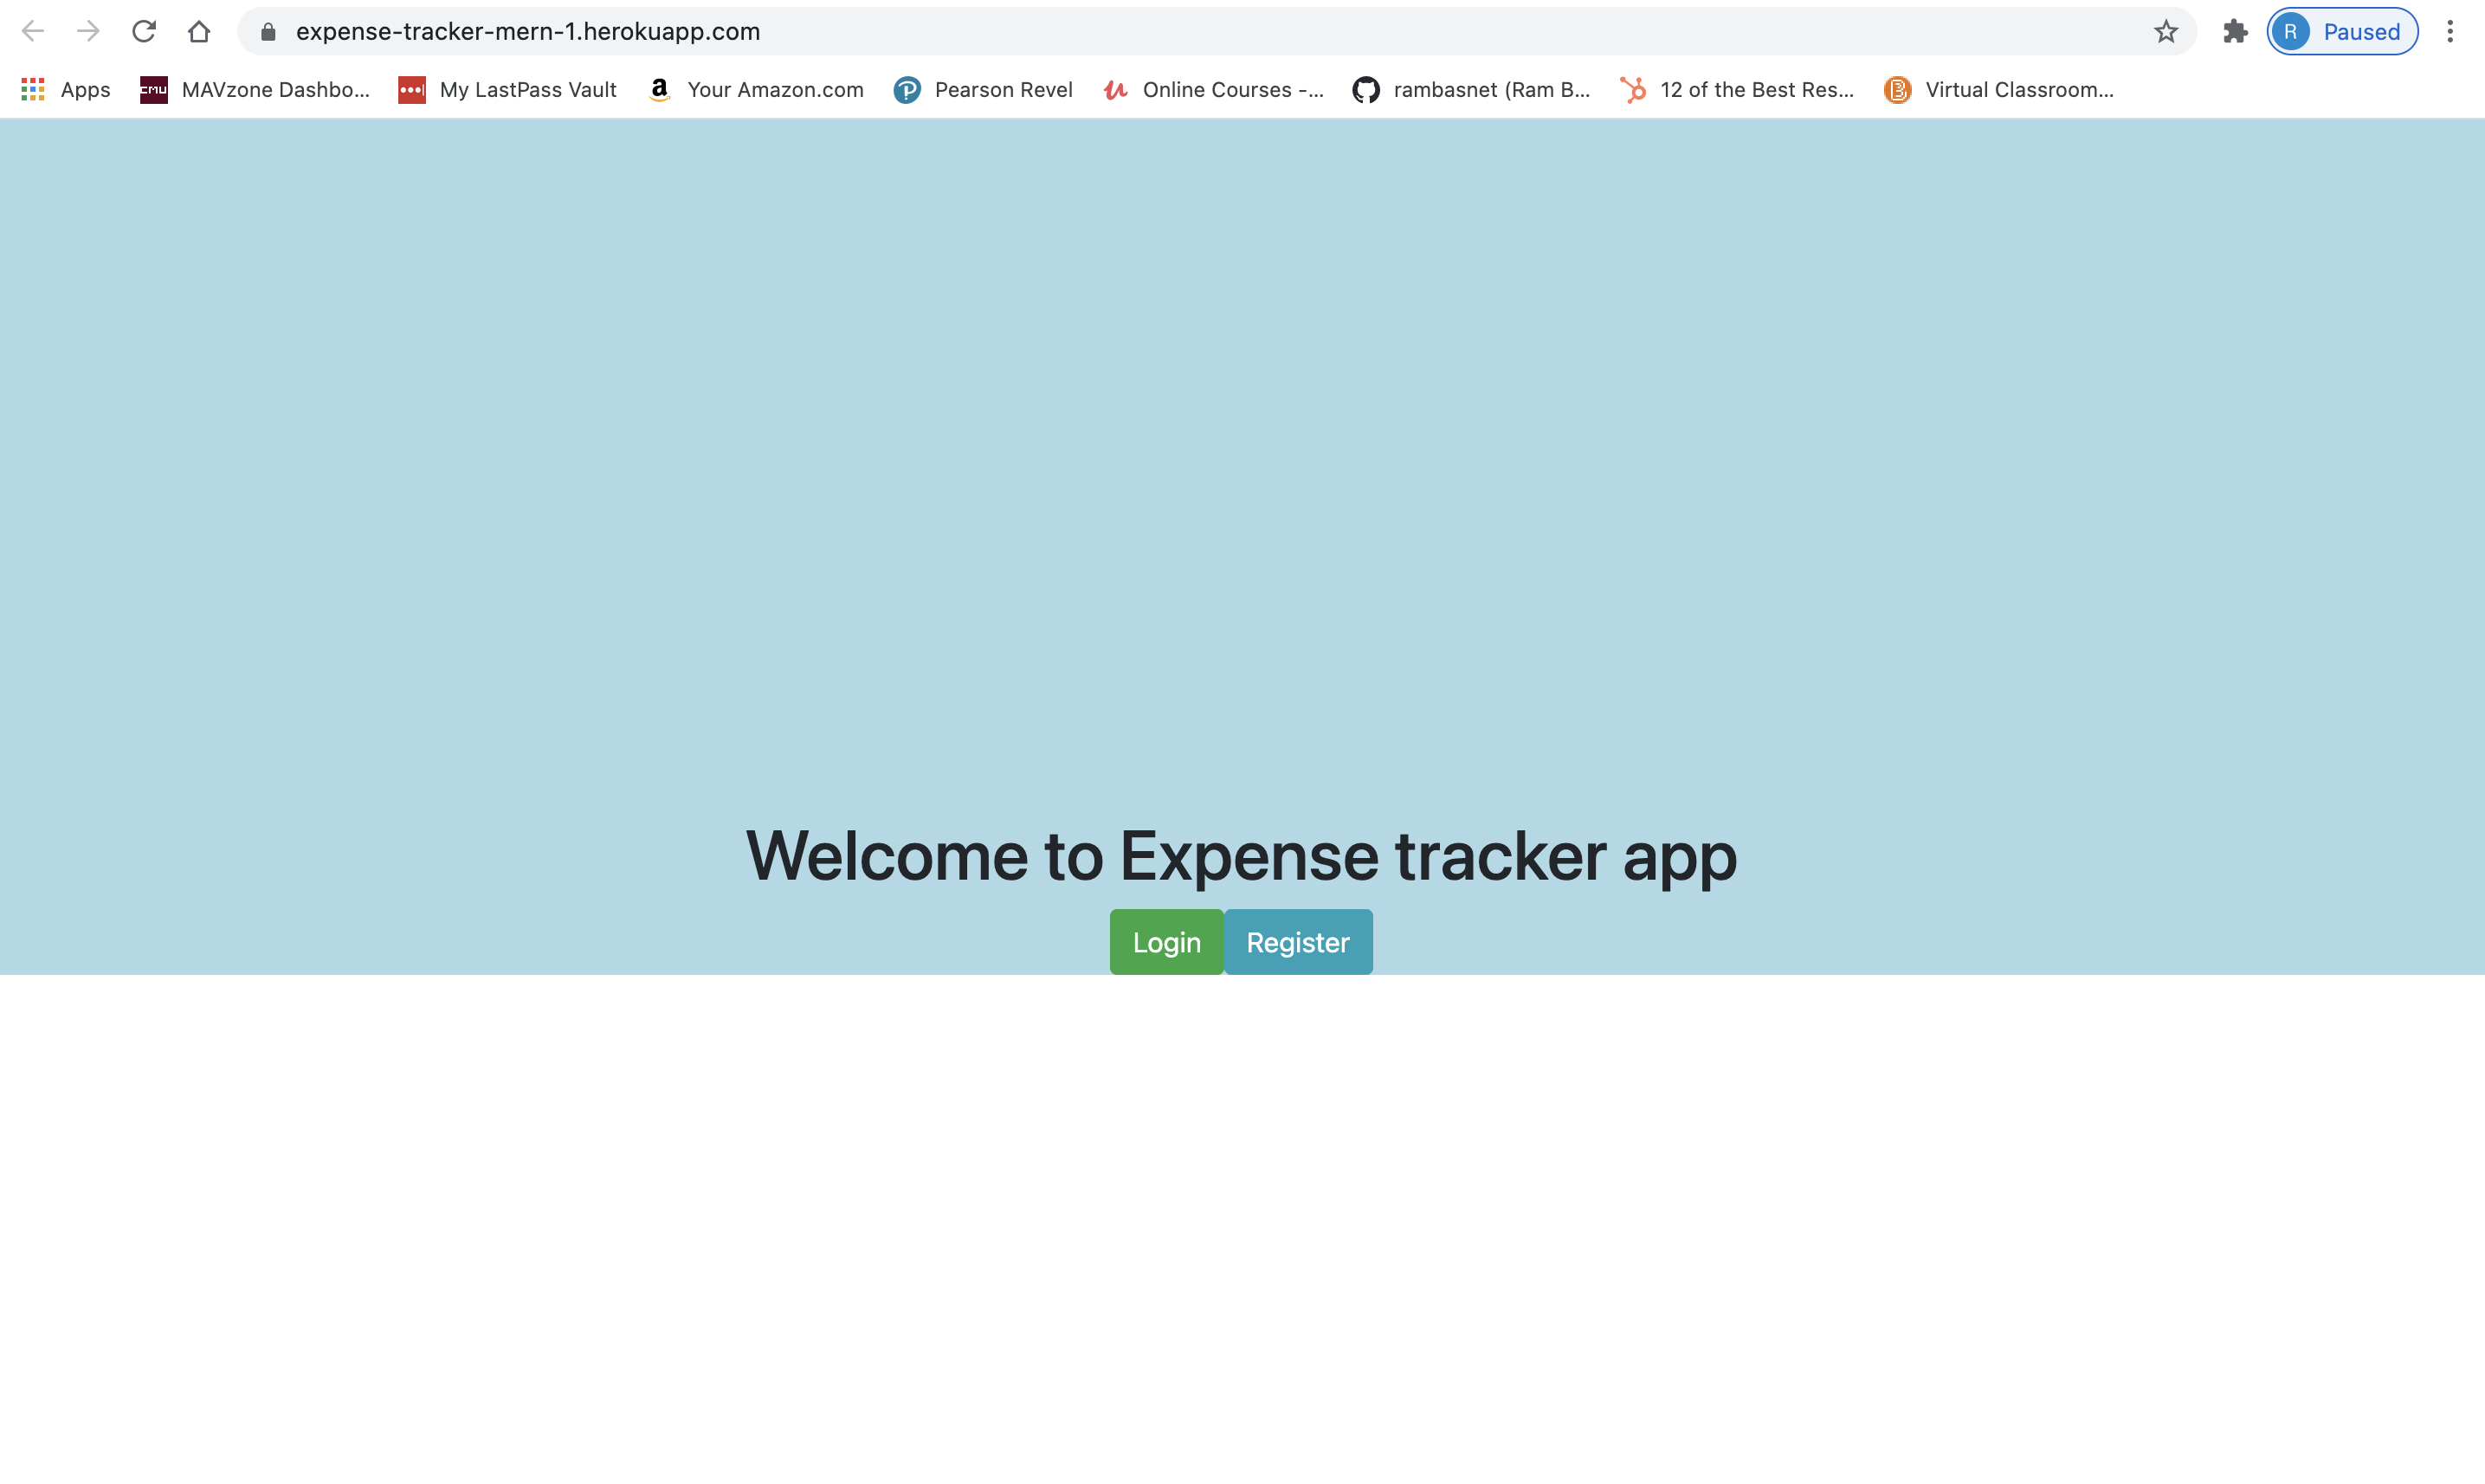 expense-tracker-mern-1.herokuapp.com R Paused
Apps CMU MAVzone Dashbo... My LastPass Vault a Your Amazon.com Pearson Revel Online Courses -... rambasnet (Ram B... 12 of the Best Res... Virtual Classroom...
Welcome to Expense tracker app
Login Register